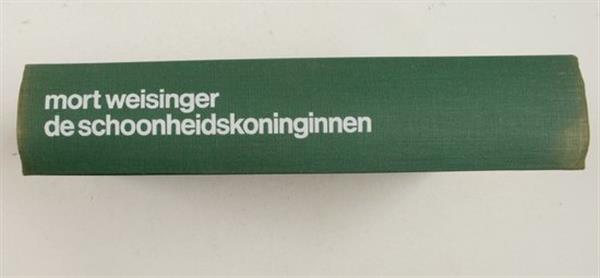 mort weisinger
de schoonheidskoninginnen